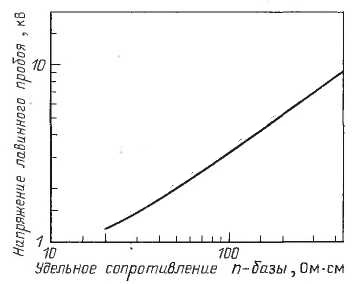 Напряжение лавинного пробоя, кв
10
1
10
100
Удельное сопротивление n-базы, Ом·см